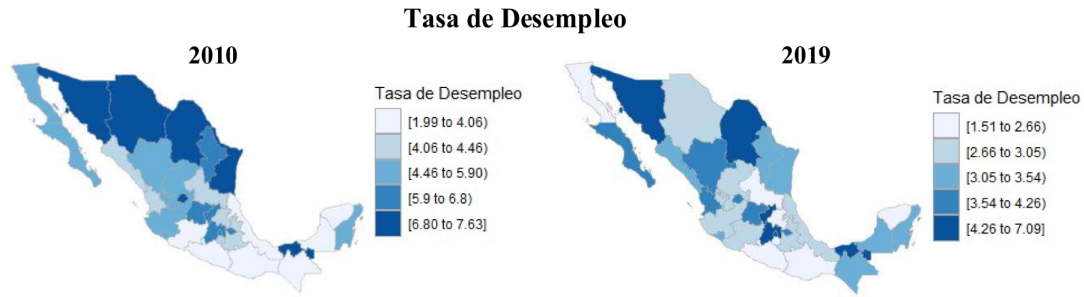 Tasa de Desempleo
2010
Tasa de Desempleo
[1.99 to 4.06)
[4.06 to 4.46)
[4.46 to 5.90)
[5.9 to 6.8)
[6.80 to 7.63]
2019
Tasa de Desempleo
[1.51 to 2.66)
[2.66 to 3.05)
[3.05 to 3.54)
[3.54 to 4.26)
[4.26 to 7.09]